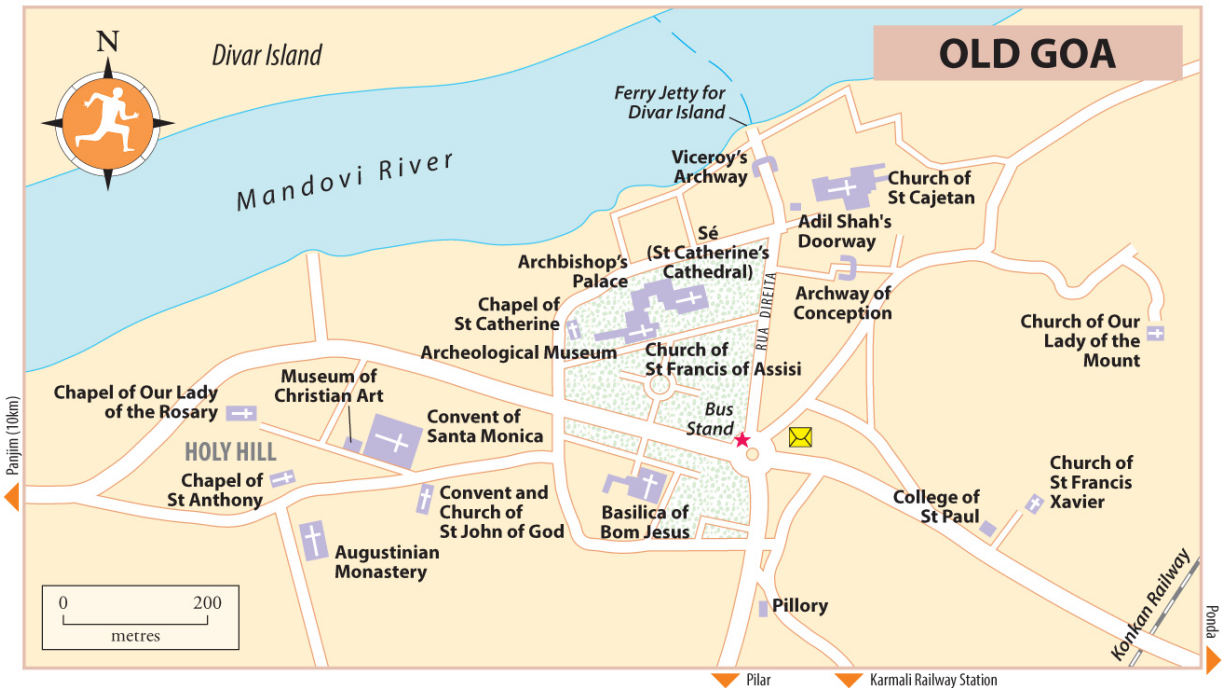 OLD GOA
N
Divar Island
Ferry Jetty for
Divar Island
Mandovi River
Viceroy's
Archway
Church of
St Cajetan
Adil Shah's
Doorway
Sé
(St Catherine's
Cathedral)
Archbishop's
Palace
RUA DIREITA
Archway of
Conception
Chapel of
St Catherine
Church of Our
Lady of the
Mount
Archeological Museum
Church of
St Francis of Assisi
Museum of
Christian Art
Chapel of Our Lady
of the Rosary
Convent of
Santa Monica
Bus
Stand
HOLY HILL
Panjim (10km)
Chapel of
St Anthony
Convent and
Church of
St John of God
Basilica of
Bom Jesus
College of
St Paul
Church of
St Francis
Xavier
Augustinian
Monastery
Konkan Railway
0 200
metres
Pillory
Ponda
Pilar
Karmali Railway Station